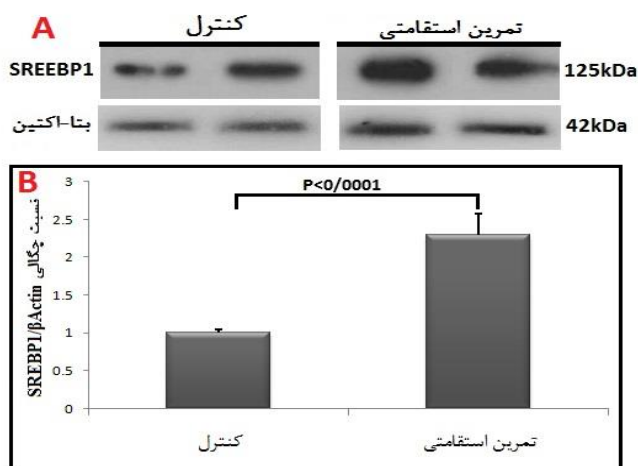 A
کنترل
تمرین استقامتی
SREEBP1
125kDa
بتا-اکتین
42kDa
B
P<0/0001
نسبت چگالی SREBP1/βActin
3
2.5
2
1.5
1
0.5
0
کنترل
تمرین استقامتی